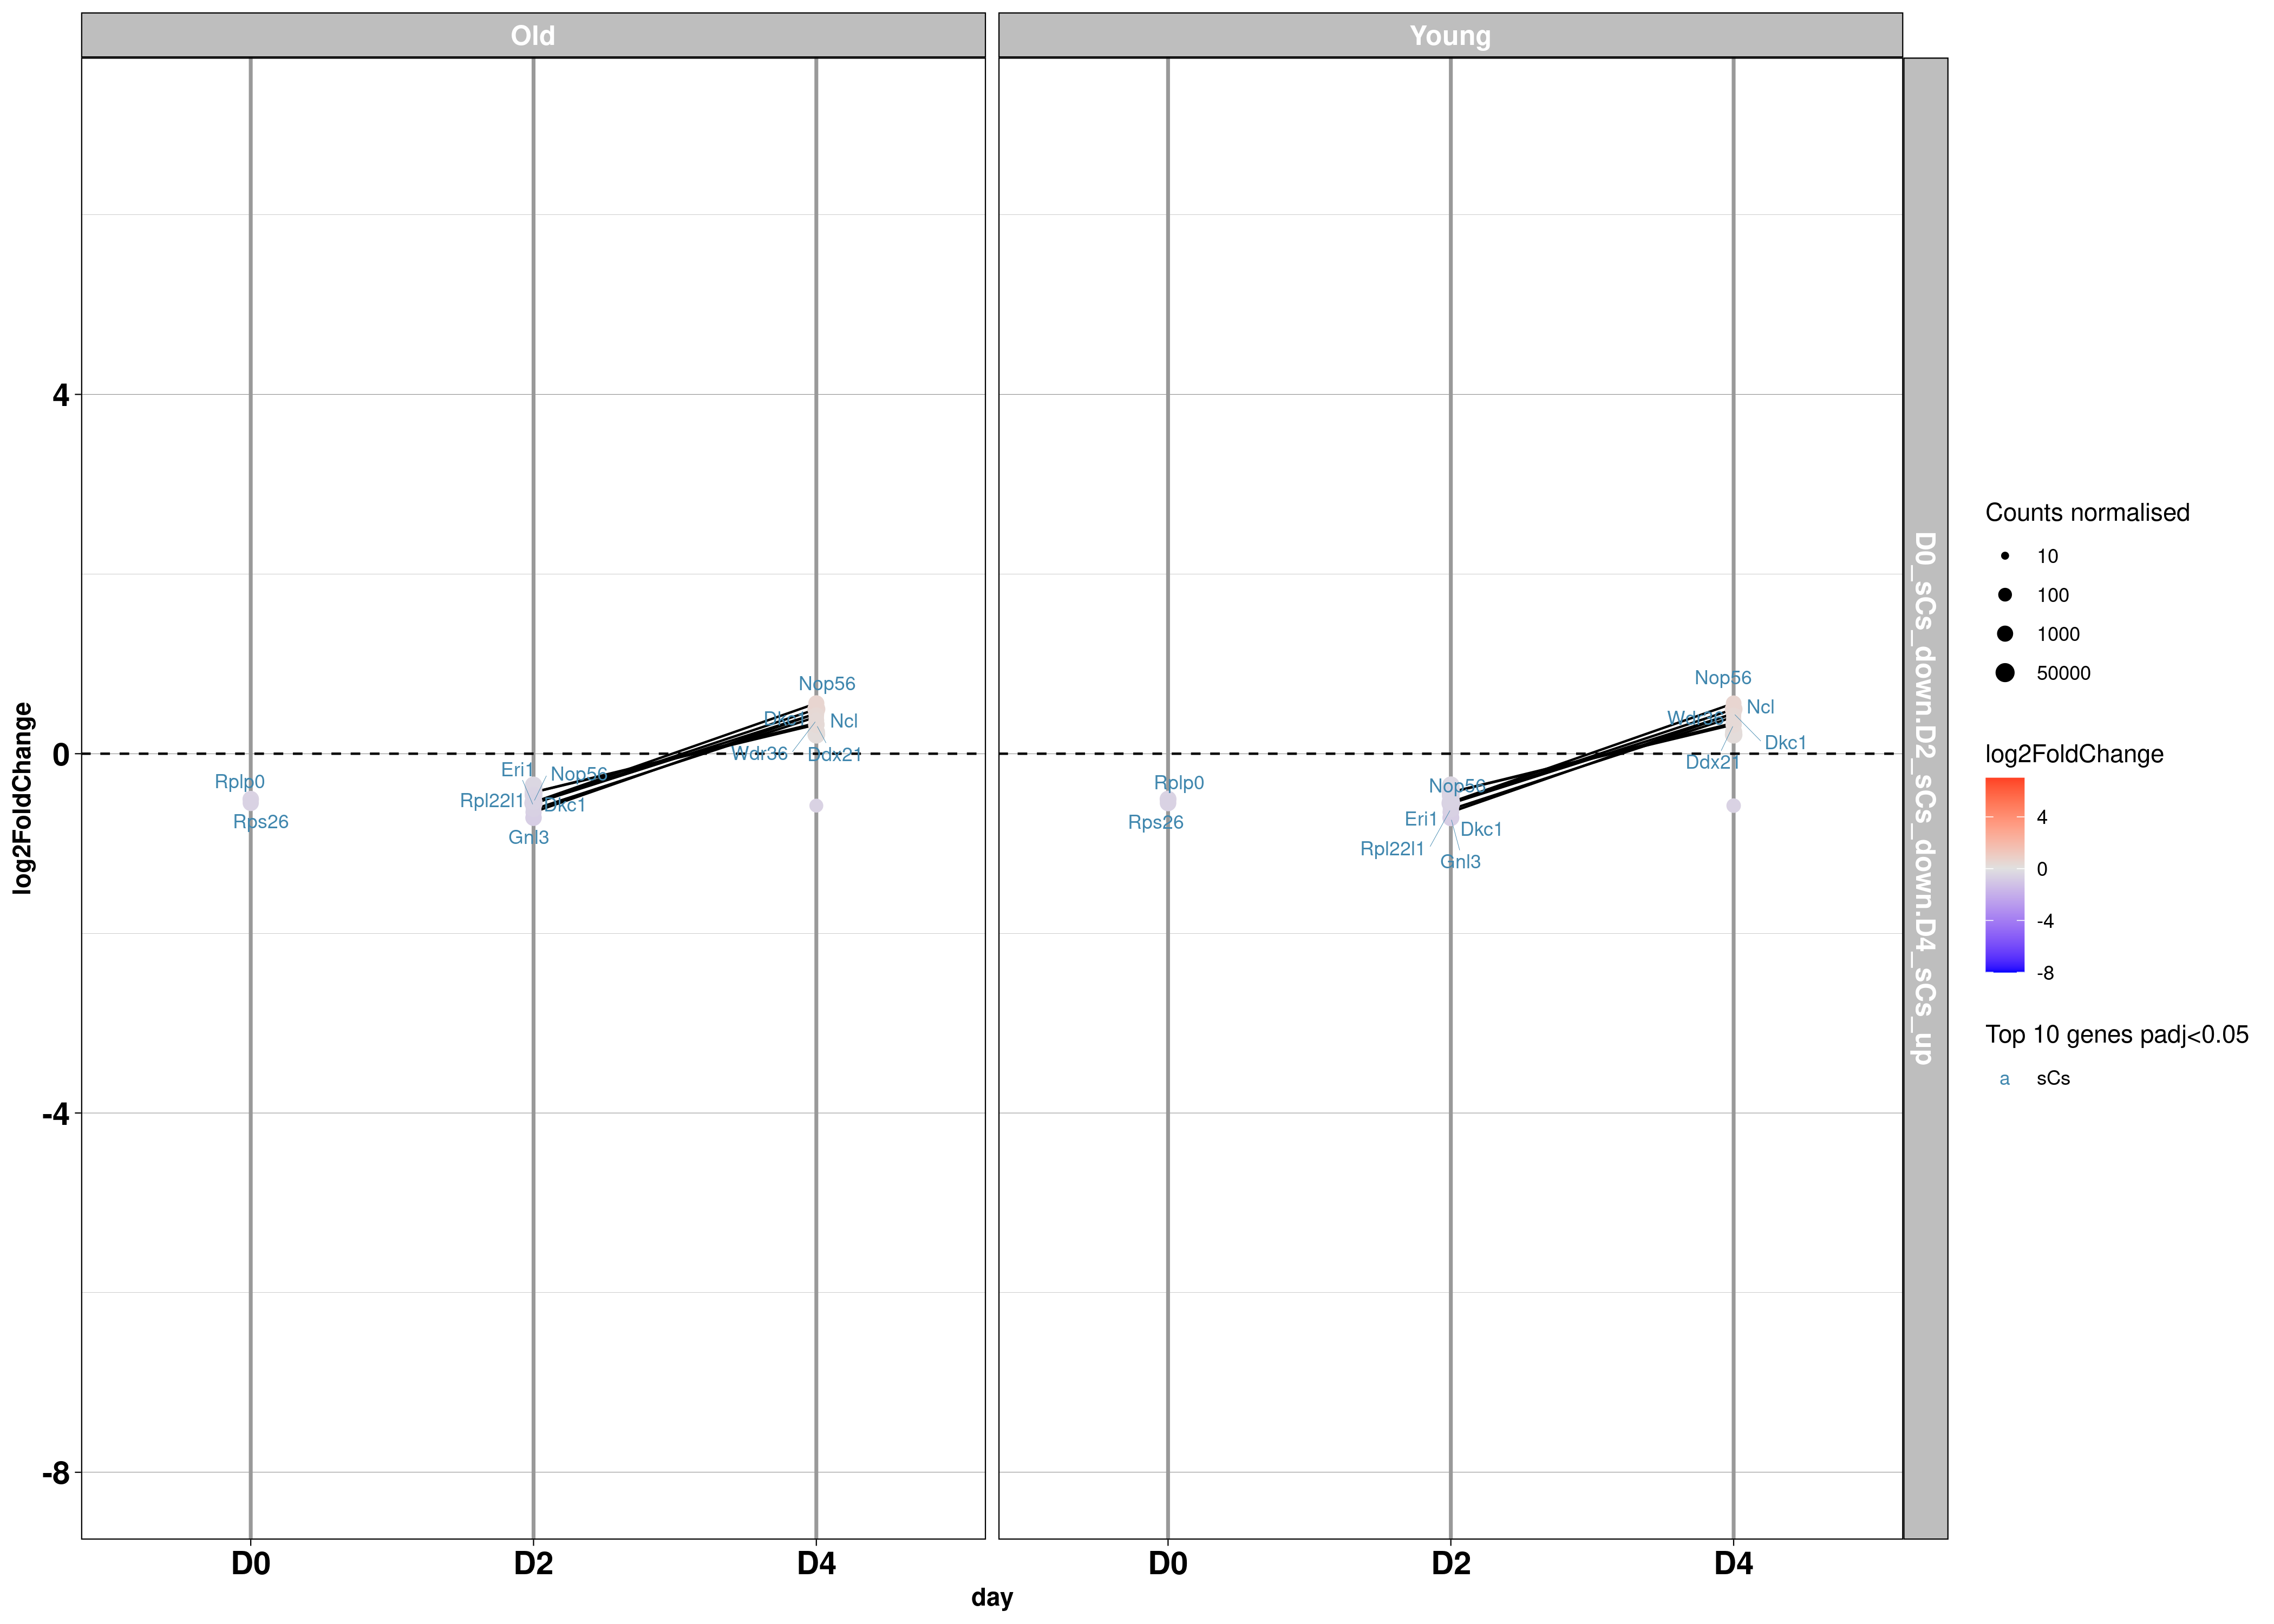 Old
Young
D0_sCs_down.D2_sCs_down.D4_sCs_up
log2FoldChange
4
0
-4
-8
Rplp0
Rps26
Eri1
Nop56
Rpl22l1
Dkc1
Gnl3
Nop56
Dkc1
Ncl
Wdr36
Ddx21
Rplp0
Rps26
Nop56
Eri1
Dkc1
Rpl22l1
Gnl3
Nop56
Ncl
Wdr36
Dkc1
Ddx21
D0
D2
D4
D0
D2
D4
day
Counts normalised
10
100
1000
50000
log2FoldChange
4
0
-4
-8
Top 10 genes padj<0.05
a sCs